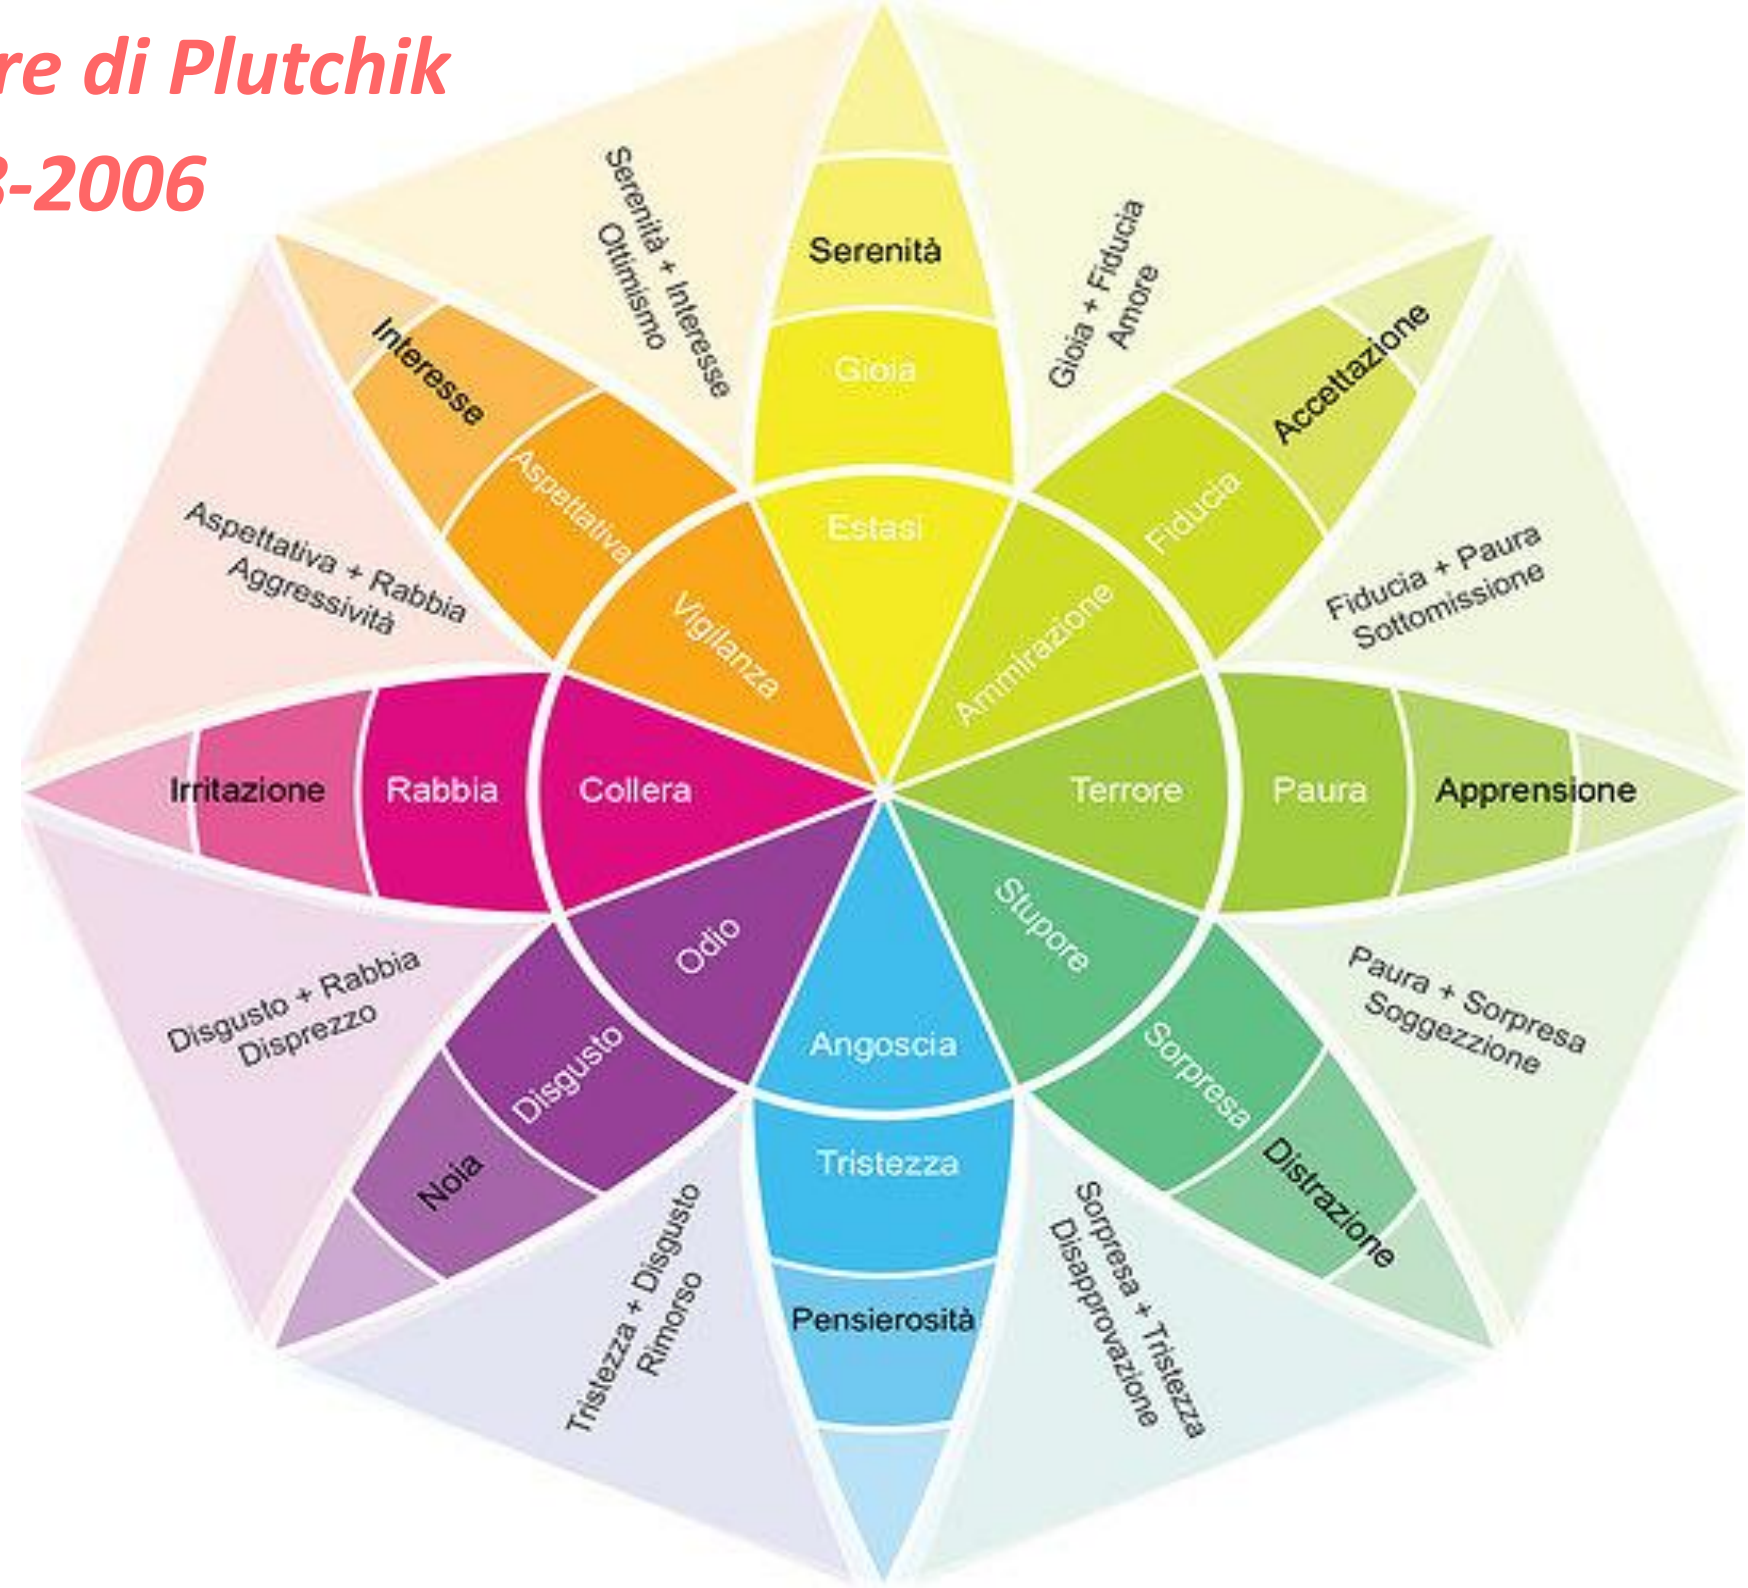 re di Plutchik
3-2006
Serenità + Interesse
Ottimismo
Serenità
Gioia
Estasi
Gioia + Fiducia
Amore
Interesse
Aspettativa
Vigilanza
Accettazione
Fiducia
Ammirazione
Aspettativa + Rabbia
Aggressività
Fiducia + Paura
Sottomissione
Irritazione
Rabbia
Collera
Terrore
Paura
Apprensione
Disgusto + Rabbia
Disprezzo
Odio
Disgusto
Noia
Angoscia
Tristezza
Pensierosità
Stupore
Sorpresa
Distrazione
Paura + Sorpresa
Soggezzione
Tristezza + Disgusto
Rimorso
Sorpresa + Tristezza
Disapprovazione